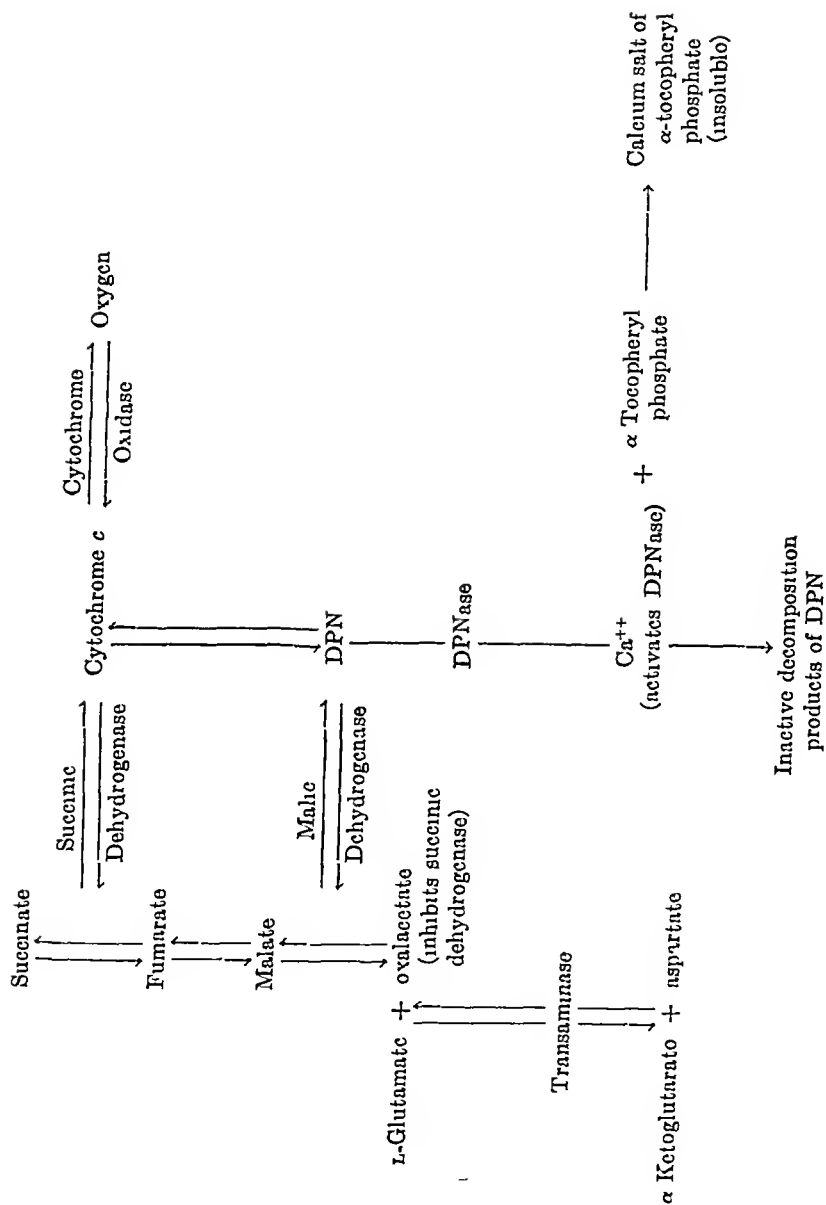 Succinate
Succinic
Dehydrogenase
Cytochrome c
Cytochrome
Oxidase
Oxygen
Fumarate
Malate
Malic
Dehydrogenase
DPN
L-Glutamate + oxalacetate
(inhibits succinic
dehydrogenase)
DPNase
Transaminase
α Ketoglutarate + aspartate
Ca++
(activates DPNase)
+
α Tocopheryl
phosphate
Calcium salt of
α-tocopheryl
phosphate
(insoluble)
Inactive decomposition
products of DPN